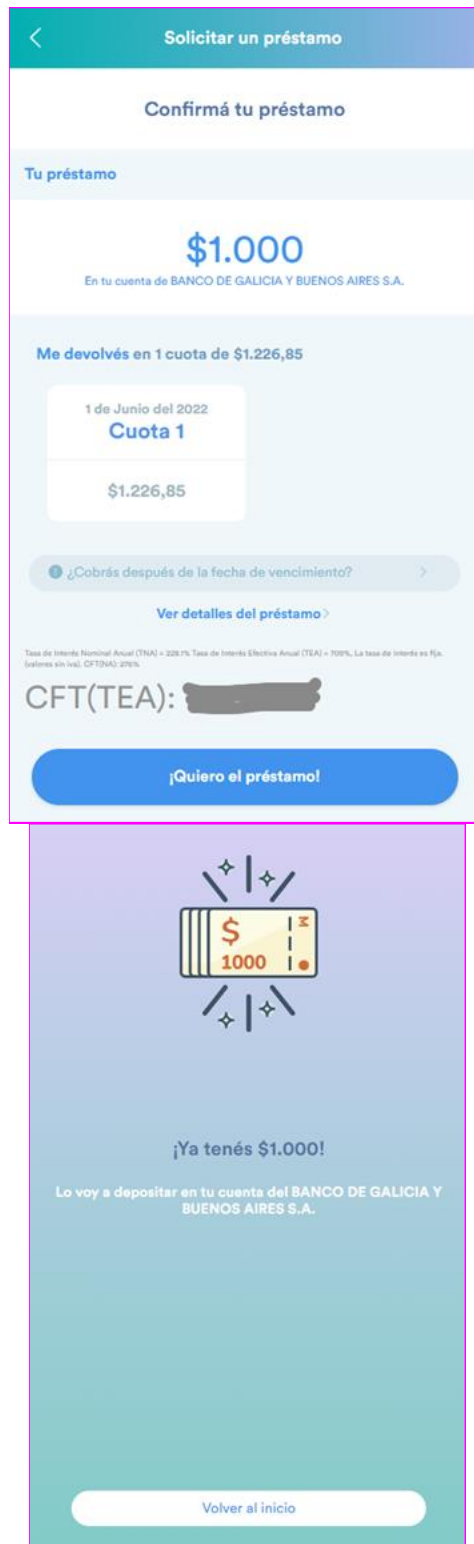 Solicitar un préstamo
Confirmá tu préstamo
Tu préstamo
$1.000
En tu cuenta de BANCO DE GALICIA Y BUENOS AIRES S.A.
Me devolvés en 1 cuota de $1.226,85
1 de Junio del 2022
Cuota 1
$1.226,85
¿Cobrás después de la fecha de vencimiento?
Ver detalles del préstamo
Tasa de Interés Nominal Anual (TNA) = 228.1% Tasa de Interés Efectiva Anual (TEA) = 709%, La tasa de interés es fija.
(valores sin iva). CFT(NA): 276%
CFT(TEA):
¡Quiero el préstamo!
$
1000
¡Ya tenés $1.000!
Lo voy a depositar en tu cuenta del BANCO DE GALICIA Y
BUENOS AIRES S.A.
Volver al inicio